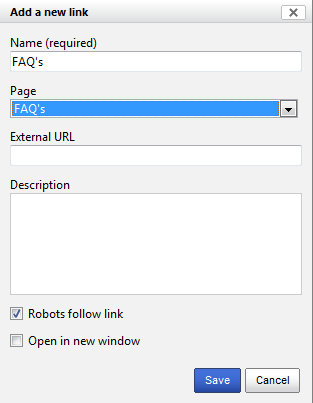 Add a new link
Name (required)
FAQ's
Page
FAQ's
External URL
Description
Robots follow link
Open in new window
Save Cancel